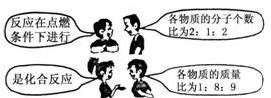 反应在点燃
条件下进行
各物质的分子个数
比为2：1：2
是化合反应
各物质的质量
比为1：8：9